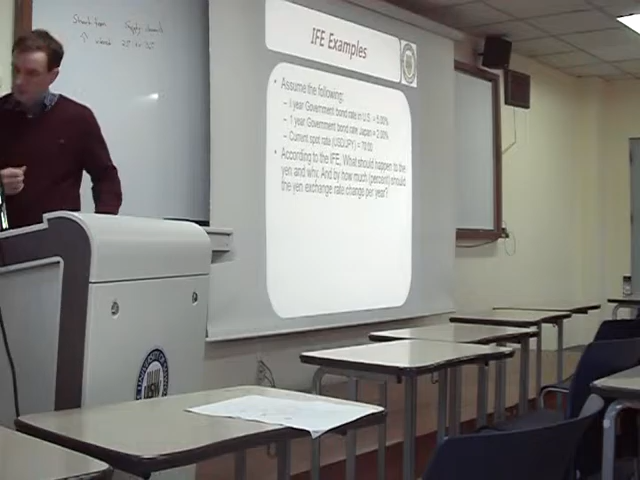 IFE Examples
• Assume the following:
– 1 year Government bond rate in U.S. = 5.00%
– 1 year Government bond rate Japan = 2.00%
– Current spot rate (USD/JPY) = 70.00
• According to the IFE, What should happen to the
yen and why. And by how much (percent) should
the yen exchange rate change per year?